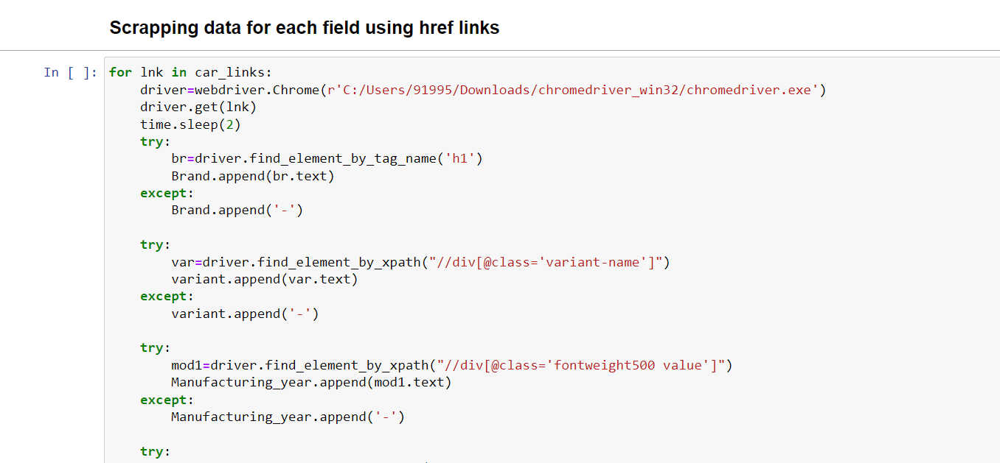 Scrapping data for each field using href links
In [ ]: for lnk in car_links:
driver=webdriver.Chrome(r'C:/Users/91995/Downloads/chromedriver_win32/chromedriver.exe')
driver.get(lnk)
time.sleep(2)
try:
br=driver.find_element_by_tag_name('h1')
Brand.append(br.text)
except:
Brand.append('-')
try:
var=driver.find_element_by_xpath("//div[@class='variant-name']")
variant.append(var.text)
except:
variant.append('-')
try:
mod1=driver.find_element_by_xpath("//div[@class='fontweight500 value']")
Manufacturing_year.append(mod1.text)
except:
Manufacturing_year.append('-')
try: